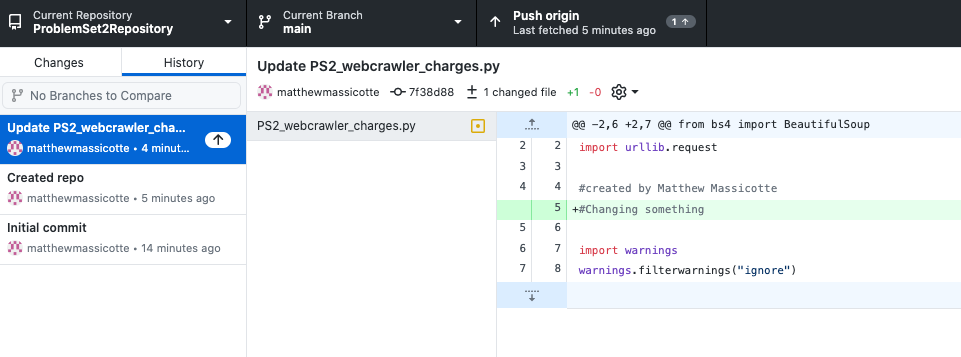 Current Repository
ProblemSet2Repository
Current Branch
main
Push origin
Last fetched 5 minutes ago
1
Changes
History
No Branches to Compare
Update PS2_webcrawler_cha...
matthewmassicotte • 4 minut...
Created repo
matthewmassicotte • 5 minutes ago
Initial commit
matthewmassicotte • 14 minutes ago
Update PS2_webcrawler_charges.py
matthewmassicotte 7f38d88 1 changed file +1 -0
PS2_webcrawler_charges.py
@@ -2,6 +2,7 @@ from bs4 import BeautifulSoup
2 2 import urllib.request
3 3
4 4 #created by Matthew Massicotte
5 +#Changing something
5 6
6 7 import warnings
7 8 warnings.filterwarnings("ignore")